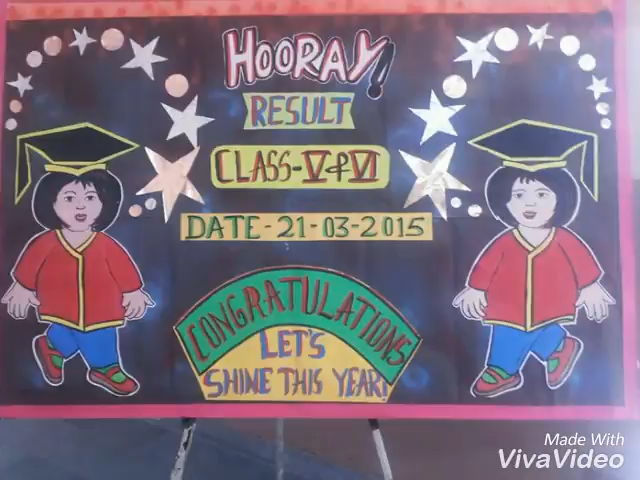 HOORAY!
RESULT
CLASS-V & VI
DATE-21-03-2015
CONGRATULATIONS
LET'S
SHINE THIS YEAR!
Made With
VivaVideo